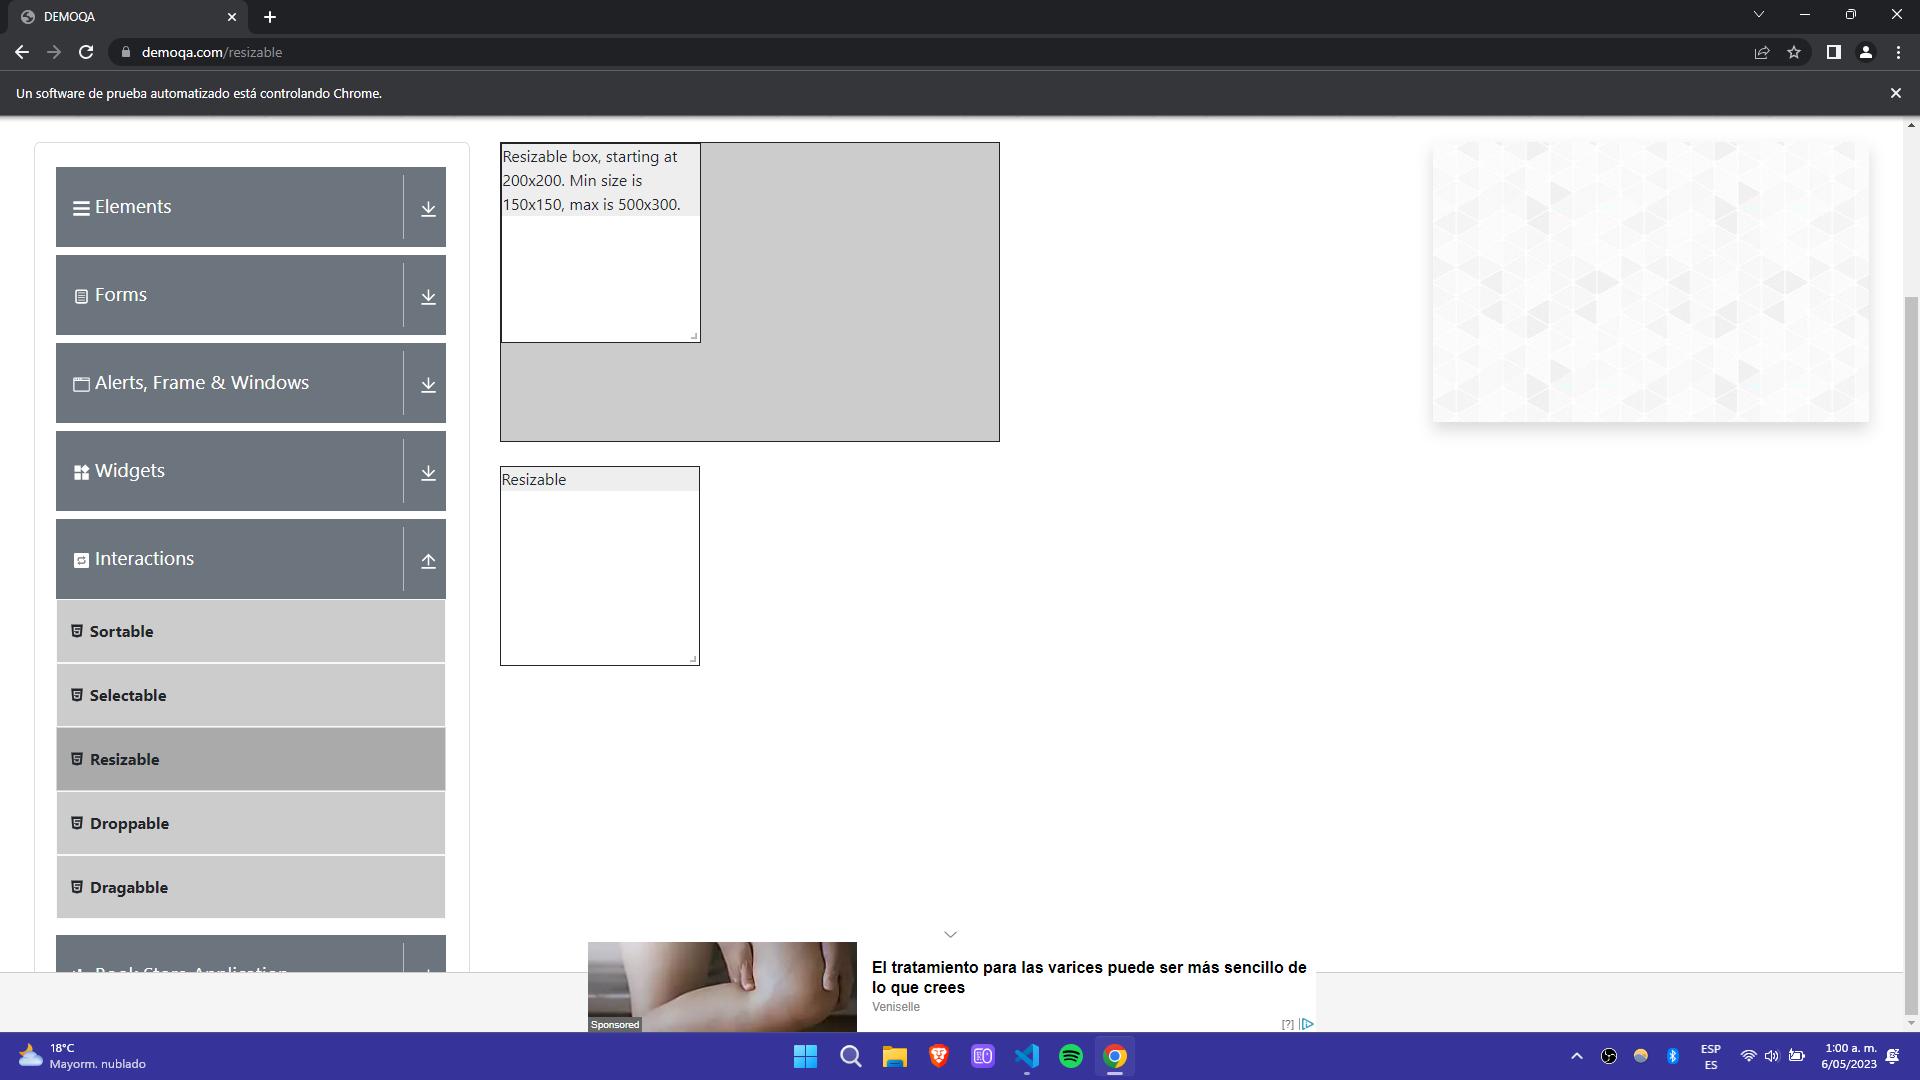 DEMOQA
demoqa.com/resizable
Un software de prueba automatizado está controlando Chrome.
Elements
Forms
Alerts, Frame & Windows
Widgets
Interactions
Sortable
Selectable
Resizable
Droppable
Dragabble
Book Store Application
Resizable box, starting at
200x200. Min size is
150x150, max is 500x300.
Resizable
Sponsored
El tratamiento para las varices puede ser más sencillo de
lo que crees
Veniselle
[?]
18°C
Mayorm. nublado
ESP
ES
1:00 a. m.
6/05/2023